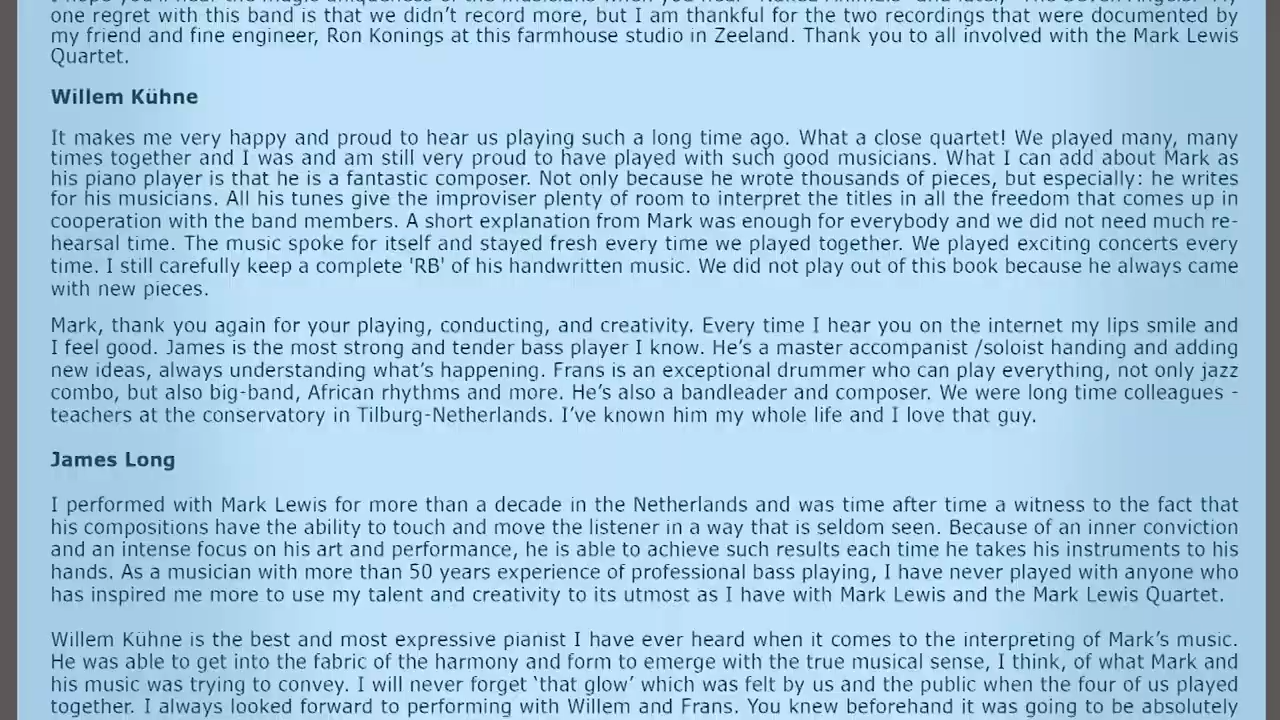 one regret with this band is that we didn't record more, but I am thankful for the two recordings that were documented by
my friend and fine engineer, Ron Konings at this farmhouse studio in Zeeland. Thank you to all involved with the Mark Lewis
Quartet.
Willem Kühne
It makes me very happy and proud to hear us playing such a long time ago. What a close quartet! We played many, many
times together and I was and am still very proud to have played with such good musicians. What I can add about Mark as
his piano player is that he is a fantastic composer. Not only because he wrote thousands of pieces, but especially: he writes
for his musicians. All his tunes give the improviser plenty of room to interpret the titles in all the freedom that comes up in
cooperation with the band members. A short explanation from Mark was enough for everybody and we did not need much re-
hearsal time. The music spoke for itself and stayed fresh every time we played together. We played exciting concerts every
time. I still carefully keep a complete 'RB' of his handwritten music. We did not play out of this book because he always came
with new pieces.
Mark, thank you again for your playing, conducting, and creativity. Every time I hear you on the internet my lips smile and
I feel good. James is the most strong and tender bass player I know. He's a master accompanist /soloist handing and adding
new ideas, always understanding what's happening. Frans is an exceptional drummer who can play everything, not only jazz
combo, but also big-band, African rhythms and more. He's also a bandleader and composer. We were long time colleagues -
teachers at the conservatory in Tilburg-Netherlands. I've known him my whole life and I love that guy.
James Long
I performed with Mark Lewis for more than a decade in the Netherlands and was time after time a witness to the fact that
his compositions have the ability to touch and move the listener in a way that is seldom seen. Because of an inner conviction
and an intense focus on his art and performance, he is able to achieve such results each time he takes his instruments to his
hands. As a musician with more than 50 years experience of professional bass playing, I have never played with anyone who
has inspired me more to use my talent and creativity to its utmost as I have with Mark Lewis and the Mark Lewis Quartet.
Willem Kühne is the best and most expressive pianist I have ever heard when it comes to the interpreting of Mark's music.
He was able to get into the fabric of the harmony and form to emerge with the true musical sense, I think, of what Mark and
his music was trying to convey. I will never forget 'that glow' which was felt by us and the public when the four of us played
together. I always looked forward to performing with Willem and Frans. You knew beforehand it was going to be absolutely